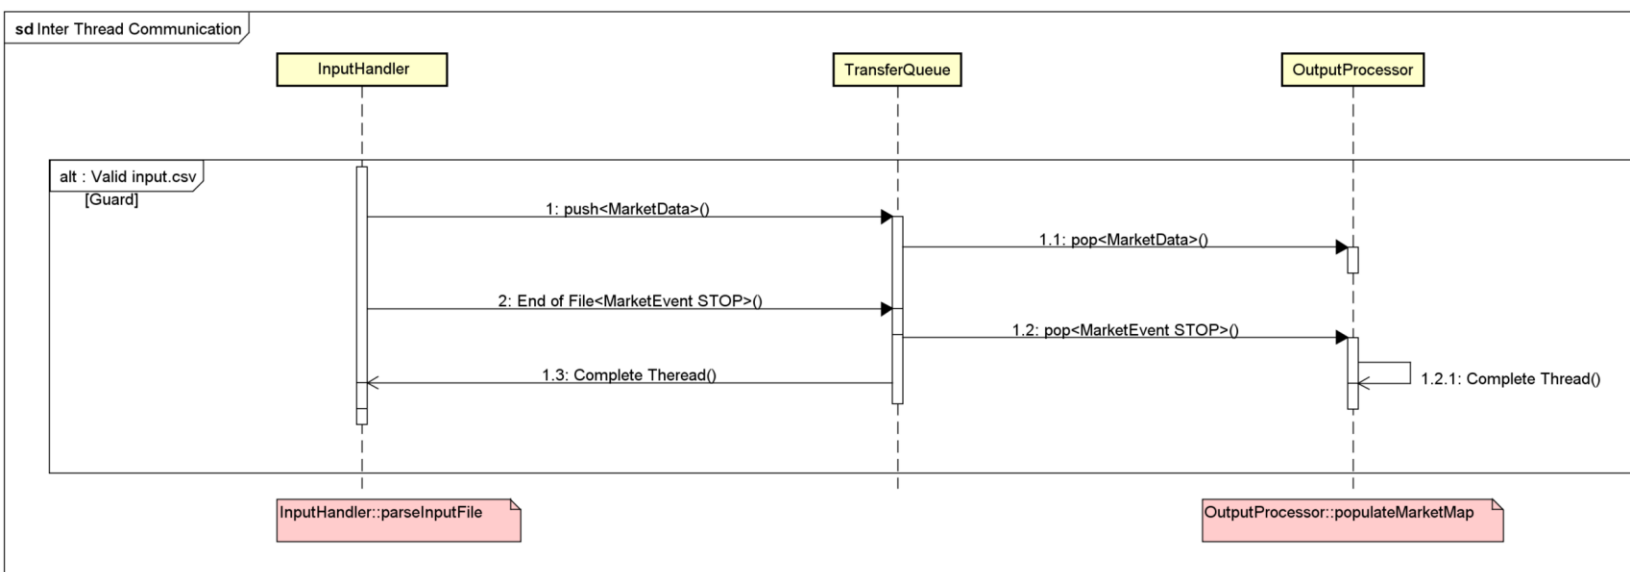 sd Inter Thread Communication
InputHandler
TransferQueue
OutputProcessor
alt : Valid input.csv
[Guard]
1: push<MarketData>()
1.1: pop<MarketData>()
2: End of File<MarketEvent STOP>()
1.2: pop<MarketEvent STOP>()
1.3: Complete Theread()
1.2.1: Complete Thread()
InputHandler::parseInputFile
OutputProcessor::populateMarketMap